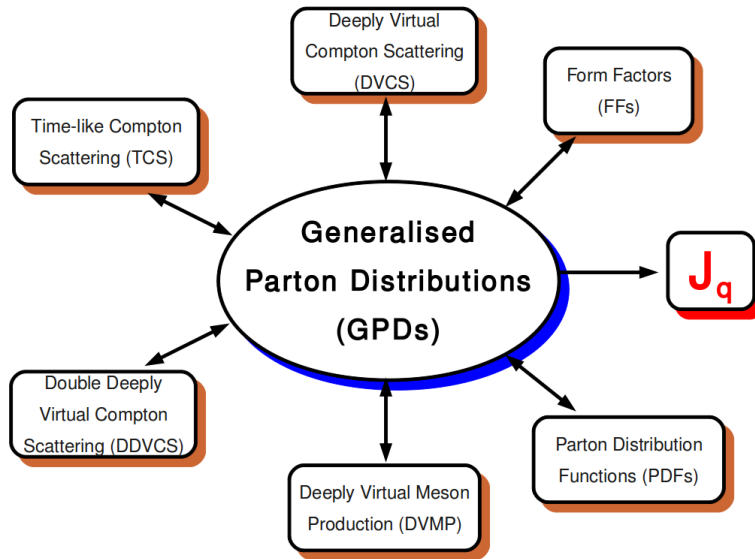 Deeply Virtual
Compton Scattering
(DVCS)
Form Factors
(FFs)
Time-like Compton
Scattering (TCS)
Generalised
Parton Distributions
(GPDs)
Jq
Double Deeply
Virtual Compton
Scattering (DDVCS)
Parton Distribution
Functions (PDFs)
Deeply Virtual Meson
Production (DVMP)